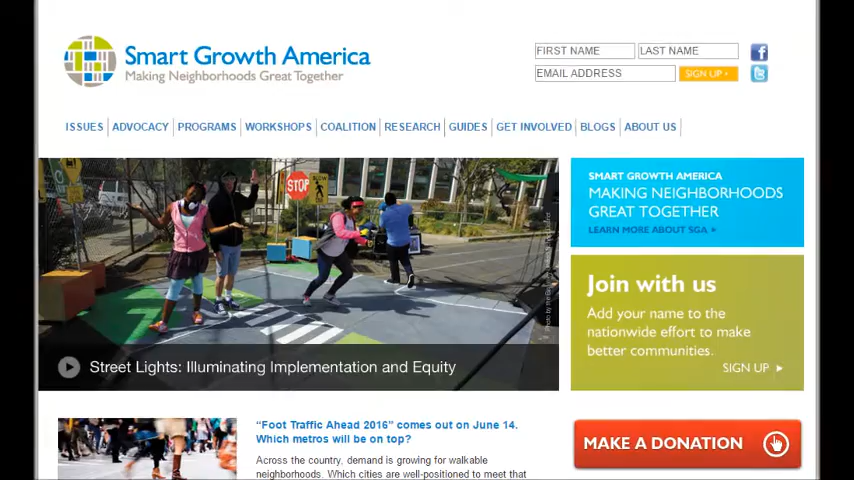 Smart Growth America
Making Neighborhoods Great Together
FIRST NAME
LAST NAME
EMAIL ADDRESS
SIGN UP
ISSUES
ADVOCACY
PROGRAMS
WORKSHOPS
COALITION
RESEARCH
GUIDES
GET INVOLVED
BLOGS
ABOUT US
STOP
Street Lights: Illuminating Implementation and Equity
SMART GROWTH AMERICA
MAKING NEIGHBORHOODS
GREAT TOGETHER
LEARN MORE ABOUT SGA
Join with us
Add your name to the
nationwide effort to make
better communities.
SIGN UP
"Foot Traffic Ahead 2016" comes out on June 14.
Which metros will be on top?
Across the country, demand is growing for walkable
neighborhoods. Which cities are well-positioned to meet that
MAKE A DONATION